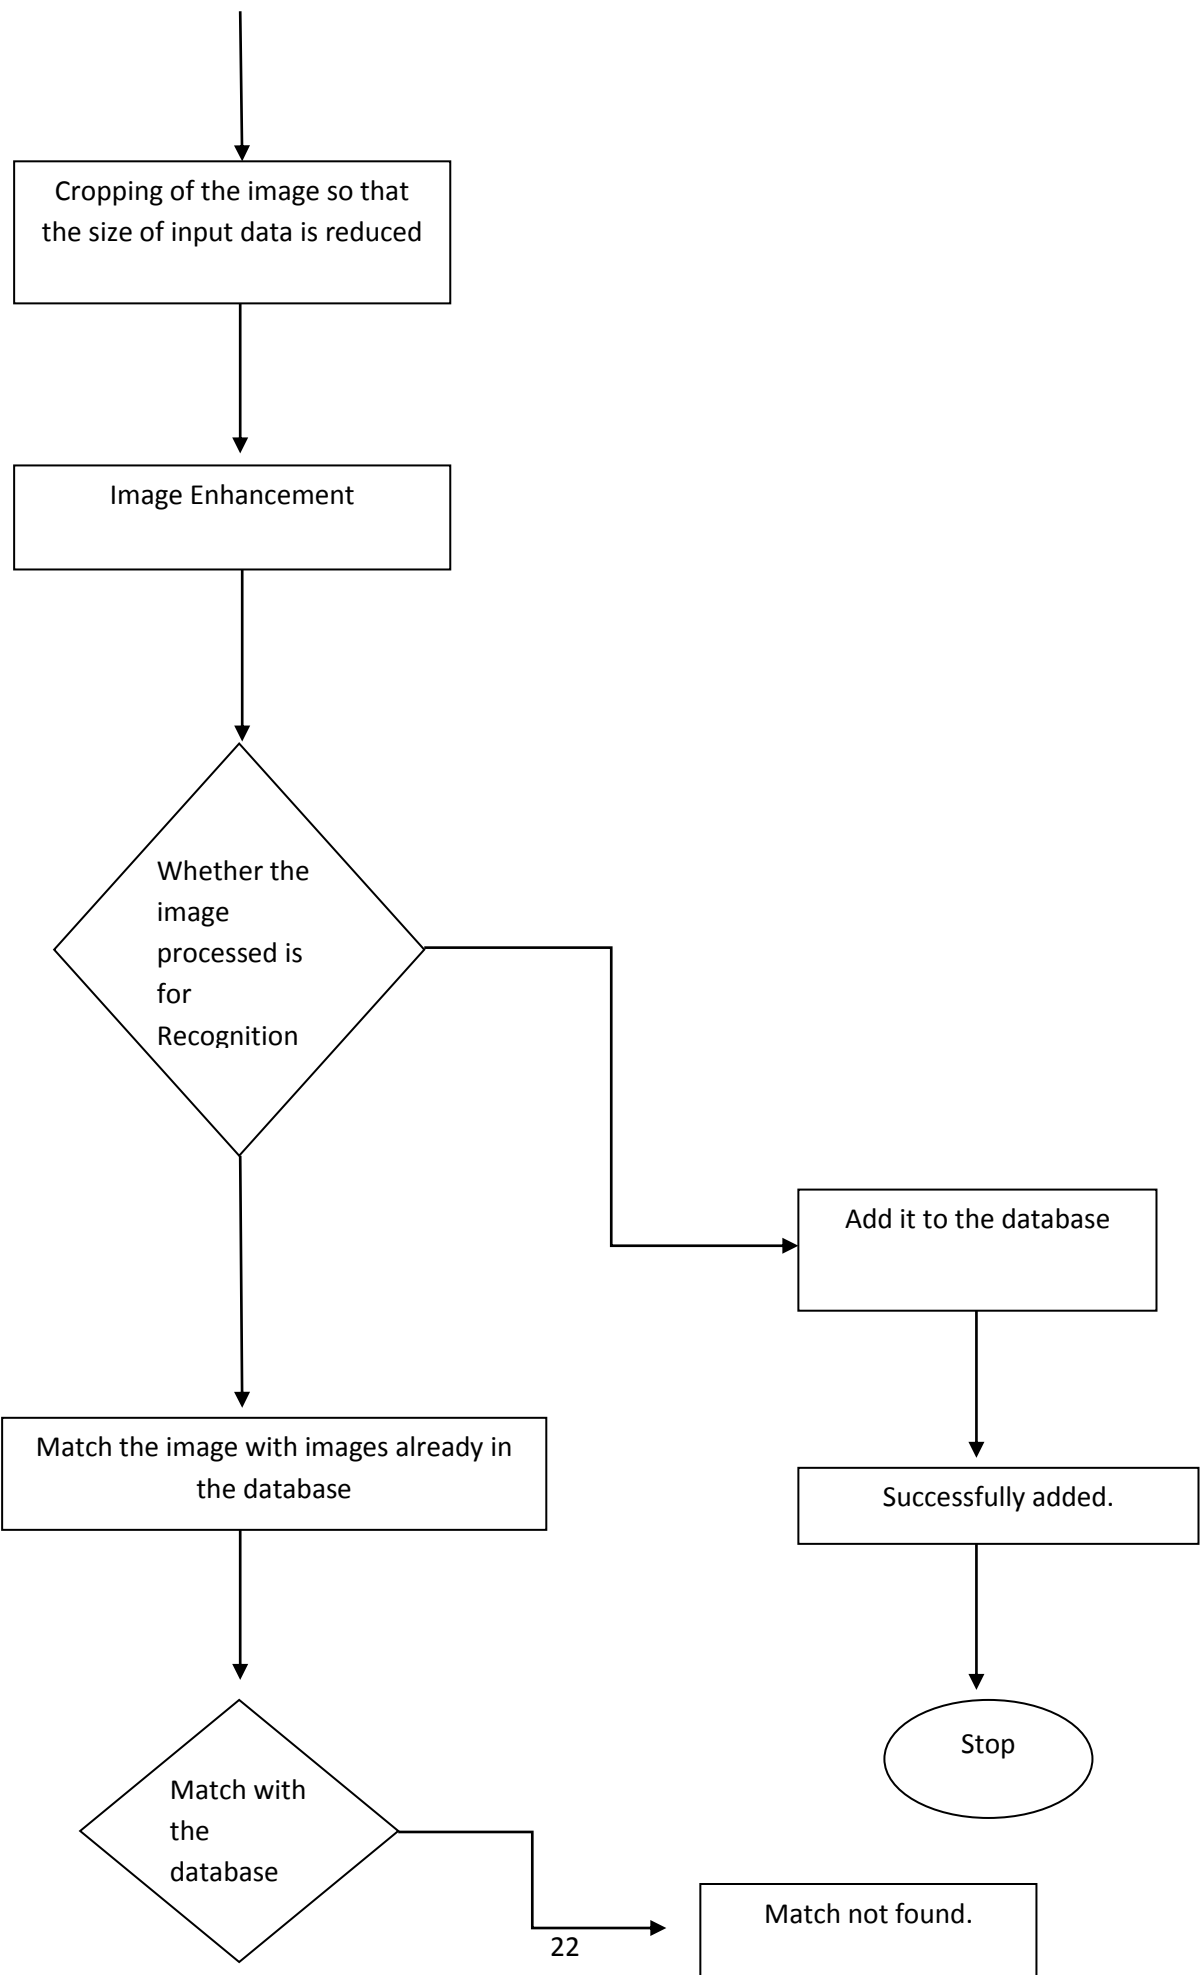 Cropping of the image so that
the size of input data is reduced
Image Enhancement
Whether the
image
processed is
for
Recognition
Add it to the database
Match the image with images already in
the database
Successfully added.
Stop
Match with
the
database
Match not found.
22